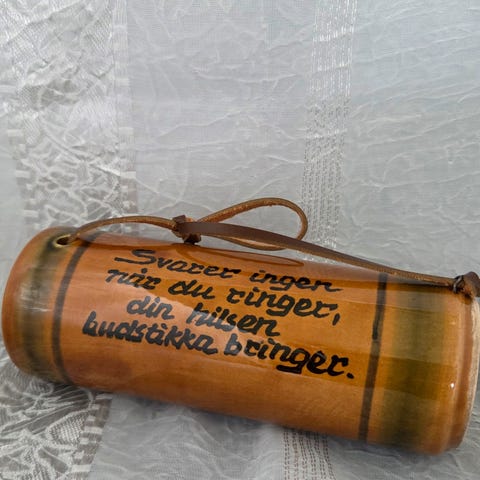 Svarer ingen
når du ringer,
din hilsen
budstikka bringer.